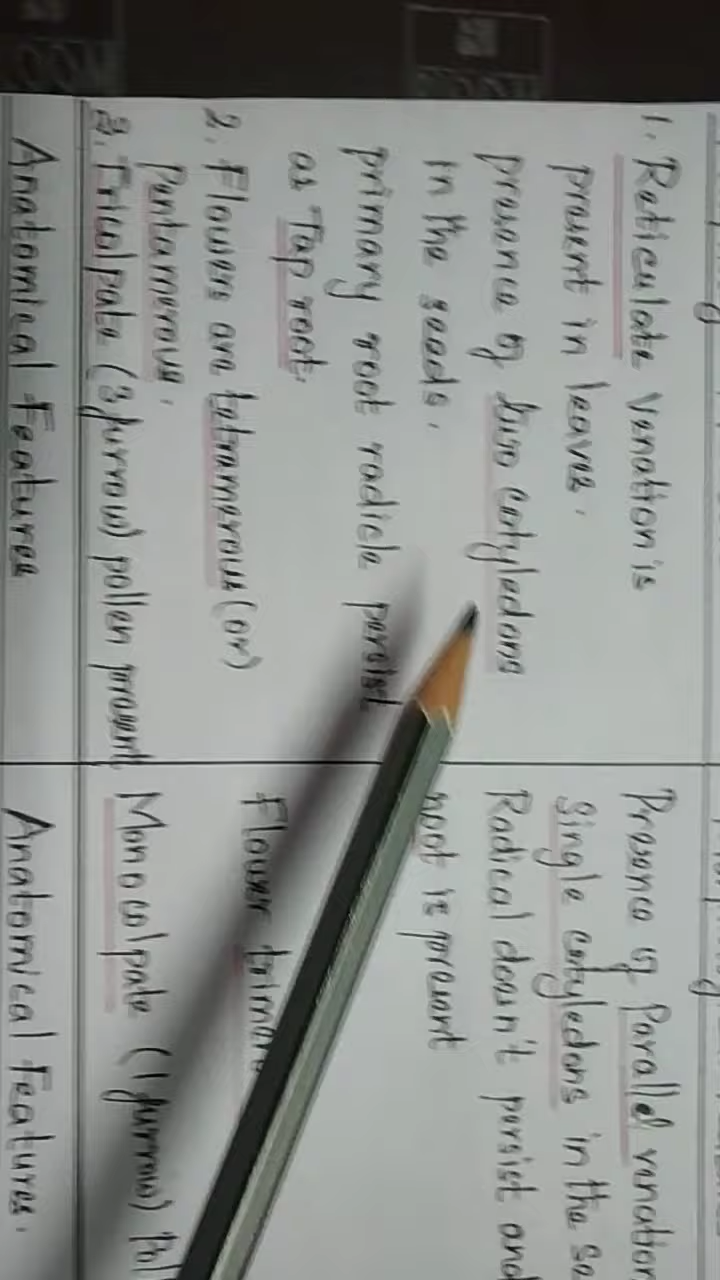 1. Reticulate venation is
present in leaves.
presence of two cotyledons
in the seeds.
primary root radicle persist
as Tap root.
2. Flowers are tetramerous (or)
Pentamerous.
3. Tricolpate (3 furrow) pollen present
Anatomical Features
Presence of Parallel venation
Single cotyledons in the
Radical doesn't persist and
root is present
Flower
Monocolpate (1 furrow)
Anatomical Features.